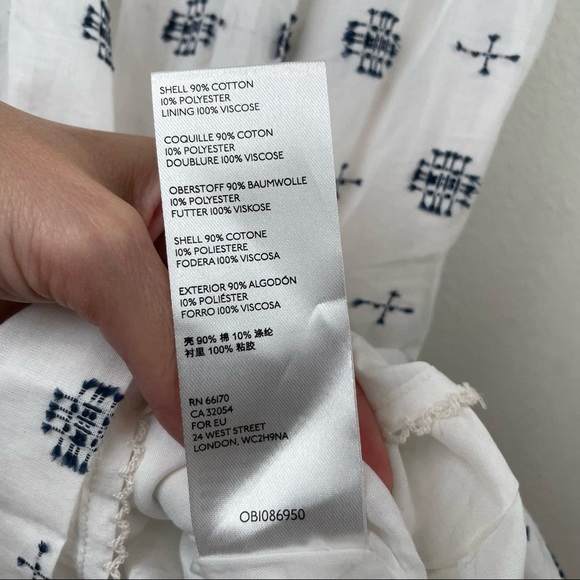 SHELL 90% COTTON
10% POLYESTER
LINING 100% VISCOSE
COQUILLE 90% COTON
10% POLYESTER
DOUBLURE 100% VISCOSE
OBERSTOFF 90% BAUMWOLLE
10% POLYESTER
FUTTER 100% VISKOSE
SHELL 90% COTONE
10% POLIESTERE
FODERA 100% VISCOSA
EXTERIOR 90% ALGODÓN
10% POLIÉSTER
FORRO 100% VISCOSA
壳 90% 棉 10% 涤纶
衬里 100% 粘胶
RN 66170
CA 32054
FOR EU
24 WEST STREET
LONDON, WC2H9NA
OB1086950